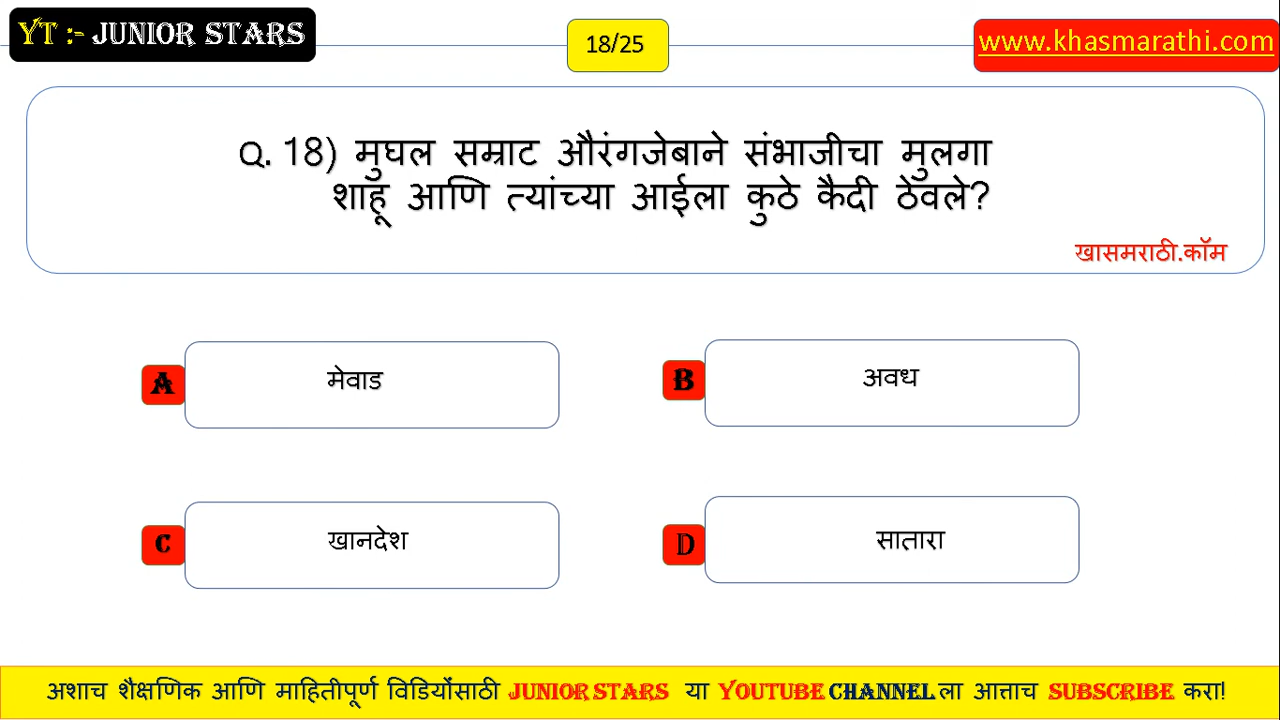 YT :- JUNIOR STARS
18/25
www.khasmarathi.com
Q. 18) मुघल सम्राट औरंगजेबाने संभाजीचा मुलगा
शाहू आणि त्यांच्या आईला कुठे कैदी ठेवले?
खासमराठी.कॉम
A मेवाड
B अवध
C खानदेश
D सातारा
अशाच शैक्षणिक आणि माहितीपूर्ण विडियोंसाठी JUNIOR STARS या YOUTUBE CHANNEL ला आत्ताच SUBSCRIBE करा!